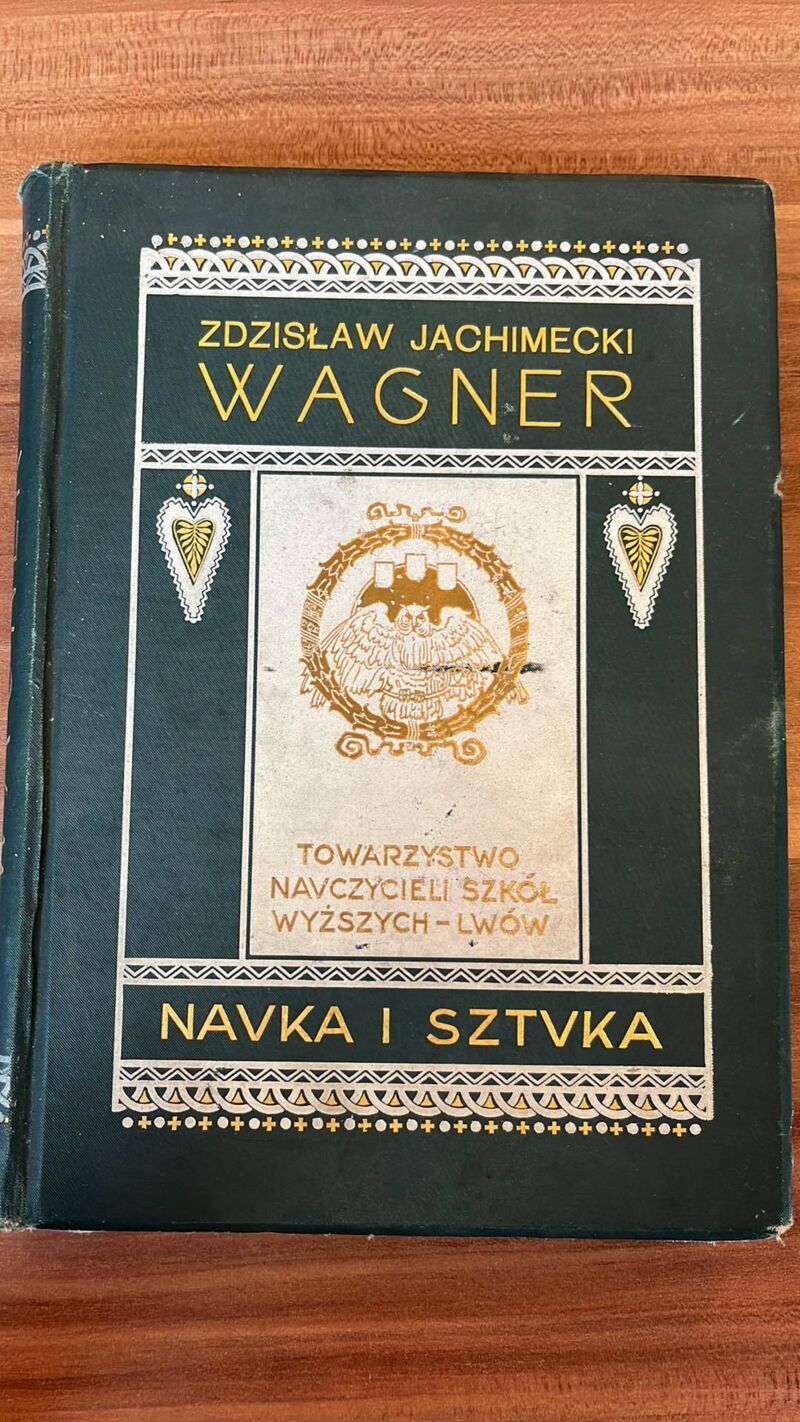 ZDZISŁAW JACHIMECKI
WAGNER
TOWARZYSTWO
NAVCZYCIELI SZKÓŁ
WYŻSZYCH – LWÓW
NAVKA I SZTVKA